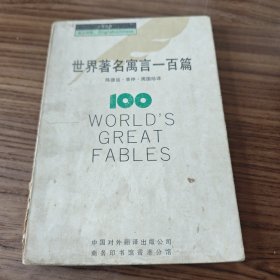 世界著名寓言一百篇
100
WORLD'S
GREAT
FABLES
中国对外翻译出版公司
商务印书馆香港分馆